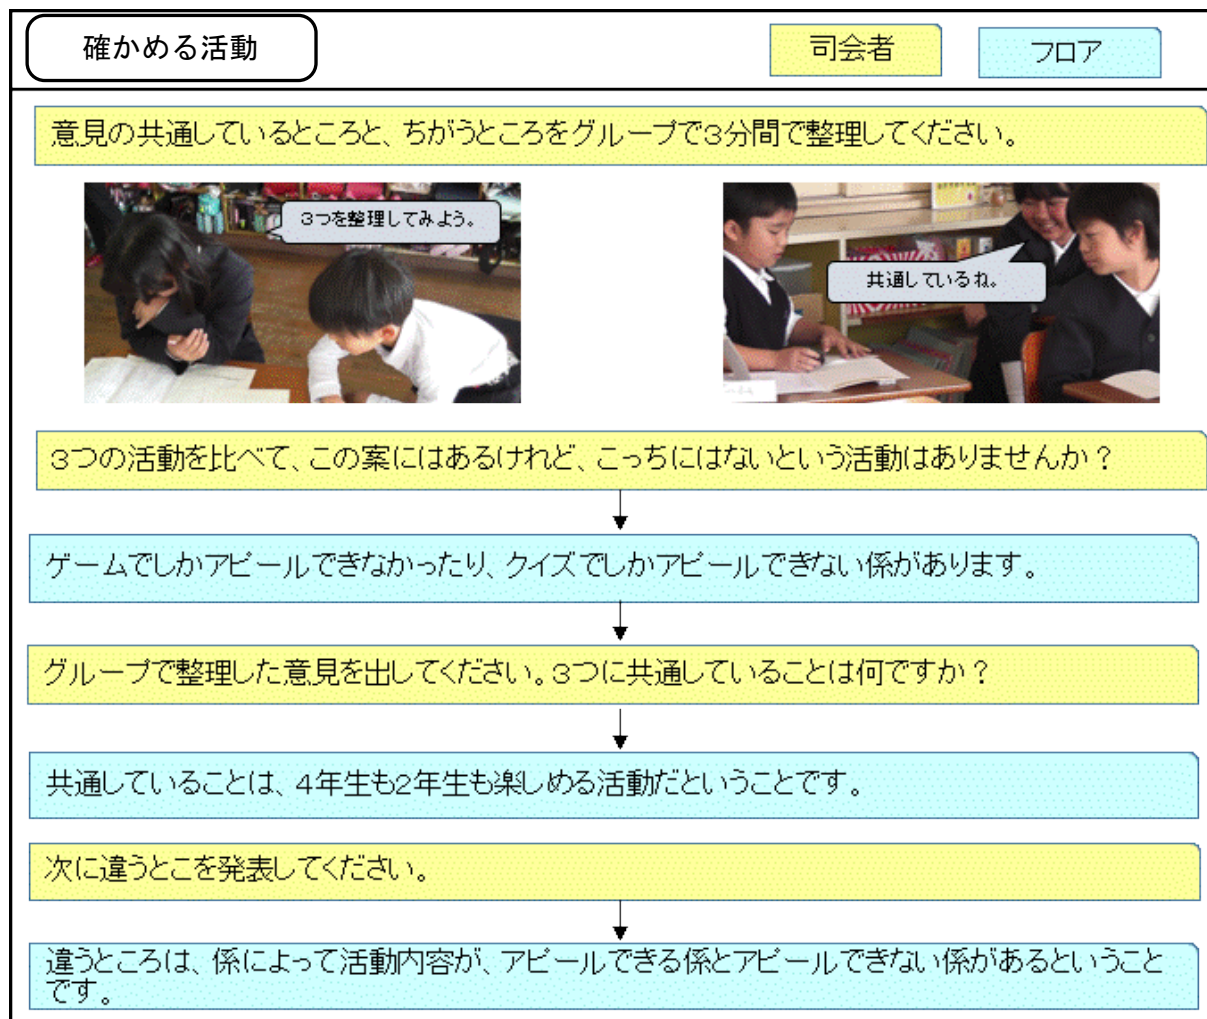 確かめる活動
司会者
フロア
意見の共通しているところと、ちがうところをグループで3分間で整理してください。
3つを整理してみよう。
共通しているね。
3つの活動を比べて、この案にはあるけれど、こっちにはないという活動はありませんか？
ゲームでしかアピールできなかったり、クイズでしかアピールできない係があります。
グループで整理した意見を出してください。3つに共通していることは何ですか？
共通していることは、4年生も2年生も楽しめる活動だということです。
次に違うとこを発表してください。
違うところは、係によって活動内容が、アピールできる係とアピールできない係があるということ
です。